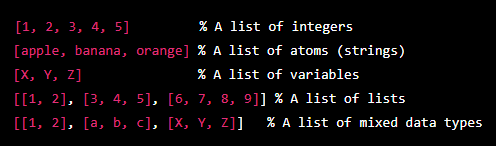 [1, 2, 3, 4, 5] % A list of integers
[apple, banana, orange] % A list of atoms (strings)
[X, Y, Z] % A list of variables
[[1, 2], [3, 4, 5], [6, 7, 8, 9]] % A list of lists
[[1, 2], [a, b, c], [X, Y, Z]] % A list of mixed data types